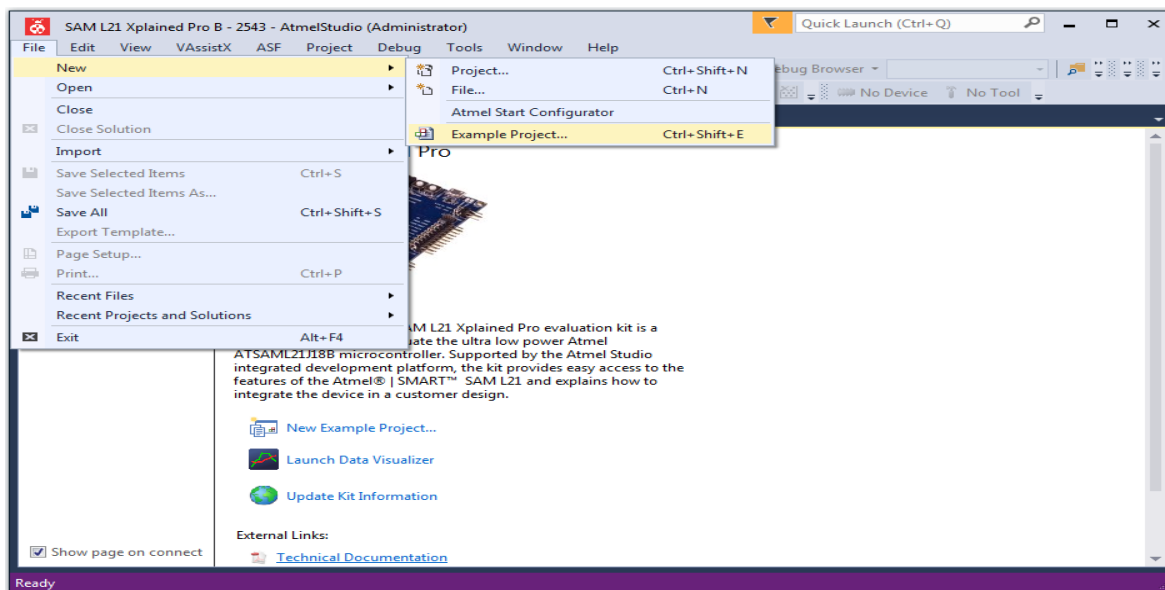 SAM L21 Xplained Pro B - 2543 - AtmelStudio (Administrator)
Quick Launch (Ctrl+Q)
File Edit View VAssistX ASF Project Debug Tools Window Help
New
Open
Close
Close Solution
Import
Save Selected Items Ctrl+S
Save Selected Items As...
Save All Ctrl+Shift+S
Export Template...
Page Setup...
Print... Ctrl+P
Recent Files
Recent Projects and Solutions
Exit Alt+F4
Project... Ctrl+Shift+N
File... Ctrl+N
Atmel Start Configurator
Example Project... Ctrl+Shift+E
ebug Browser
No Device No Tool
Pro
AM L21 Xplained Pro evaluation kit is a
uate the ultra low power Atmel
ATSAML21J18B microcontroller. Supported by the Atmel Studio
integrated development platform, the kit provides easy access to the
features of the Atmel® | SMART™ SAM L21 and explains how to
integrate the device in a customer design.
New Example Project...
Launch Data Visualizer
Update Kit Information
External Links:
Technical Documentation
Show page on connect
Ready